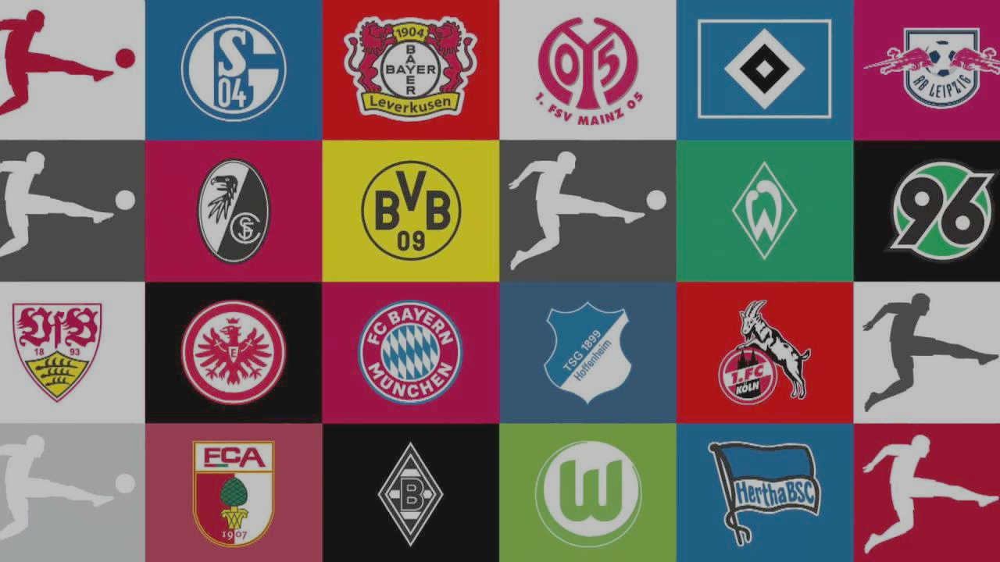 S
04
1904
BAYER
BAYER
Leverkusen
05
1. FSV MAINZ 05
RB LEIPZIG
SC
BVB
09
W
96
VfB
18 93
E
FC BAYERN
MÜNCHEN
TSG 1899
Hoffenheim
1.FC
KÖLN
FCA
1907
B
W
HerthaBSC